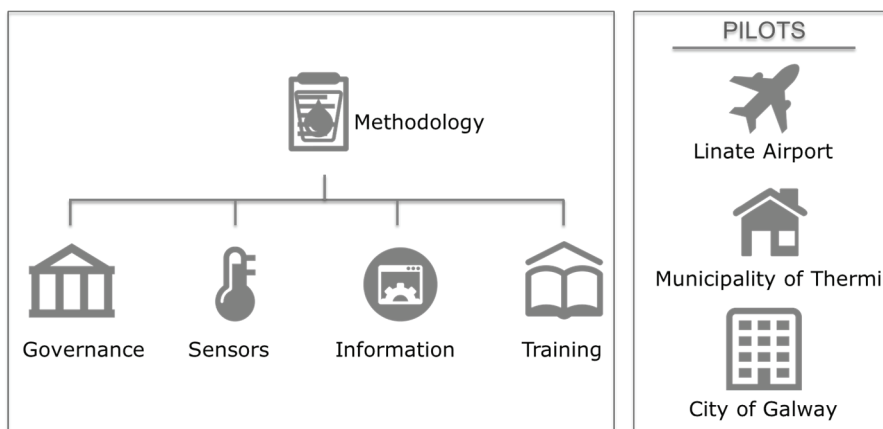 Methodology
Governance
Sensors
Information
Training
PILOTS
Linate Airport
Municipality of Thermi
City of Galway